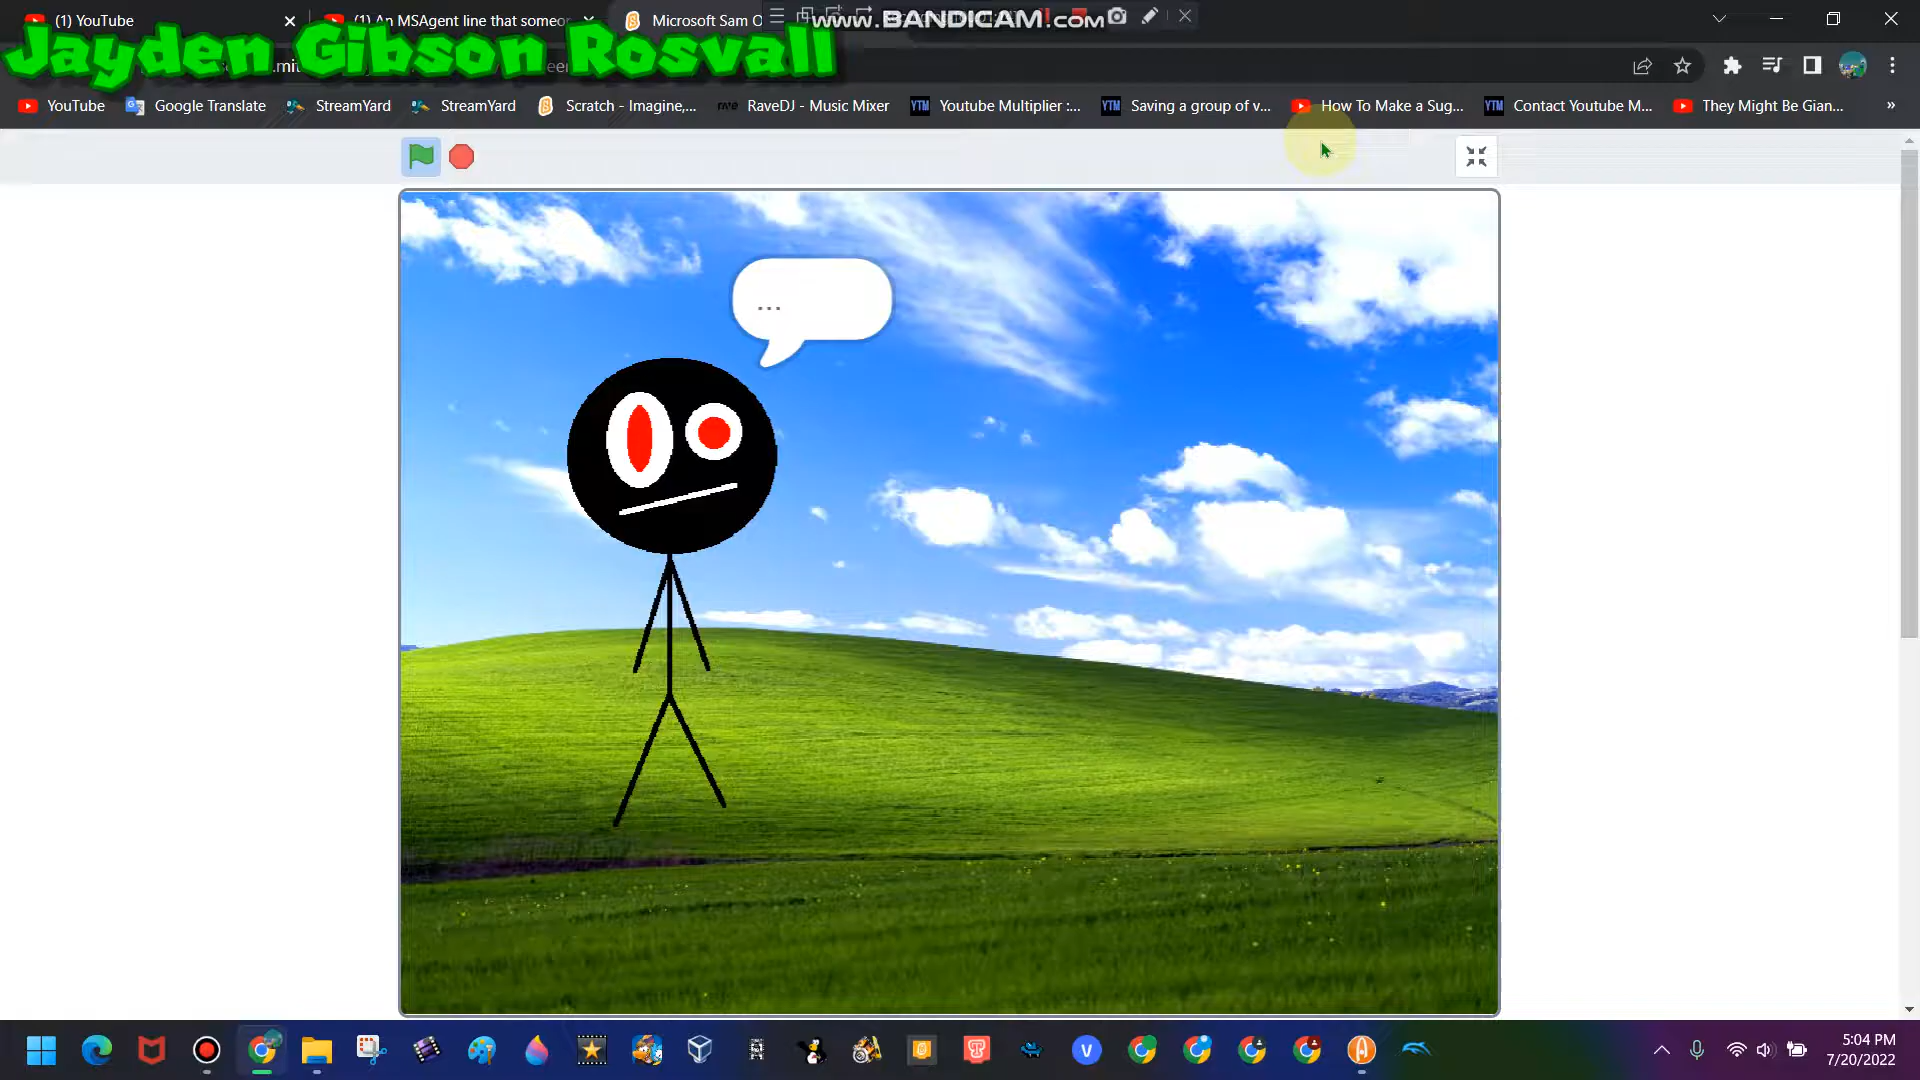 (1) YouTube
(1) An MSAgent line that someo
Microsoft Sam O
www.BANDICAM.com
Jayden Gibson Rosvall
YouTube
Google Translate
StreamYard
StreamYard
Scratch - Imagine,...
RaveDJ - Music Mixer
Youtube Multiplier :...
Saving a group of v...
How To Make a Sug...
Contact Youtube M...
They Might Be Gian...
»
...
5:04 PM
7/20/2022